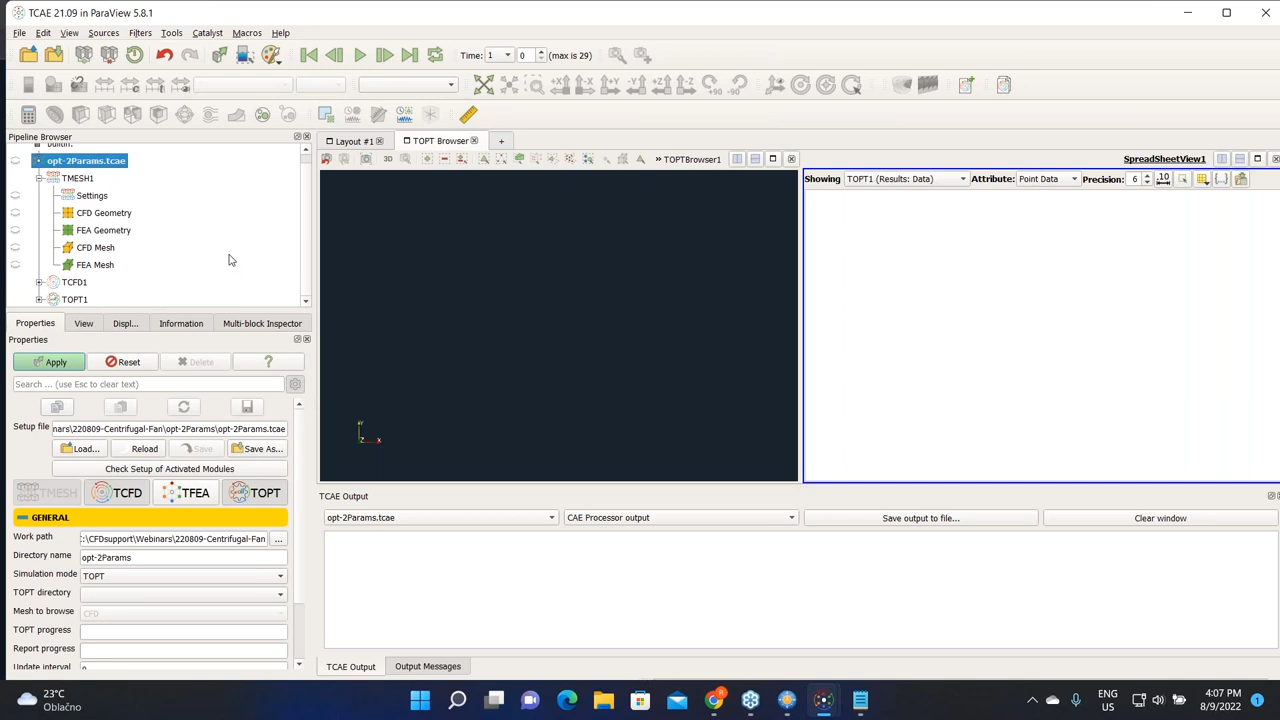 TCAE 21.09 in ParaView 5.8.1
File Edit View Sources Filters Tools Catalyst Macros Help
Time: 1 0 (max is 29)
+X -X +Y -Y +Z -Z +90 -90
Pipeline Browser
Layout #1 TOPT Browser +
opt-2Params.tcae
3D » TOPTBrowser1 SpreadSheetView1
TMESH1
Showing TOPT1 (Results: Data) Attribute: Point Data Precision: 6
Settings
CFD Geometry
FEA Geometry
CFD Mesh
FEA Mesh
TCFD1
TOPT1
Properties View Displ... Information Multi-block Inspector
Properties
Apply Reset Delete ?
Search ... (use Esc to clear text)
Setup file nars\220809-Centrifugal-Fan\opt-2Params\opt-2Params.tcae
Load... Reload Save Save As...
Check Setup of Activated Modules
TMESH TCFD TFEA TOPT
GENERAL
Work path :\CFDsupport\Webinars\220809-Centrifugal-Fan ...
Directory name opt-2Params
Simulation mode TOPT
TOPT directory
Mesh to browse CFD
TOPT progress
Report progress
Update interval
Y
Z X
TCAE Output
opt-2Params.tcae CAE Processor output Save output to file... Clear window
TCAE Output Output Messages
23°C
Oblačno
ENG
US
4:07 PM
8/9/2022